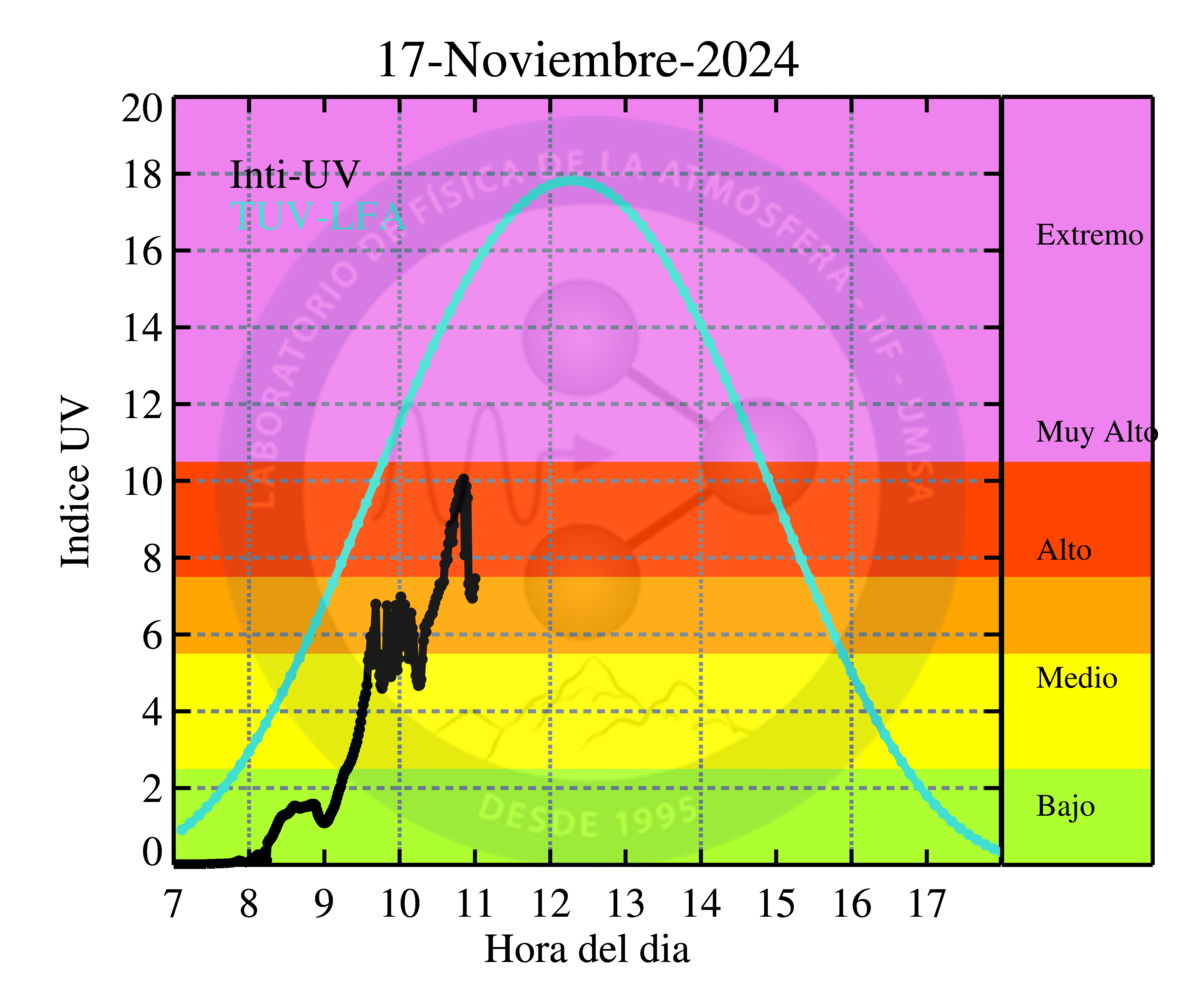 17-Noviembre-2024
20
18
16
14
12
10
8
6
4
2
0
Indice UV
Inti-UV
TUV-LFA
LABORATORIO DE FÍSICA DE LA ATMÓSFERA - IIF - UMSA
DESDE 1995
Extremo
Muy Alto
Alto
Medio
Bajo
7 8 9 10 11 12 13 14 15 16 17
Hora del dia